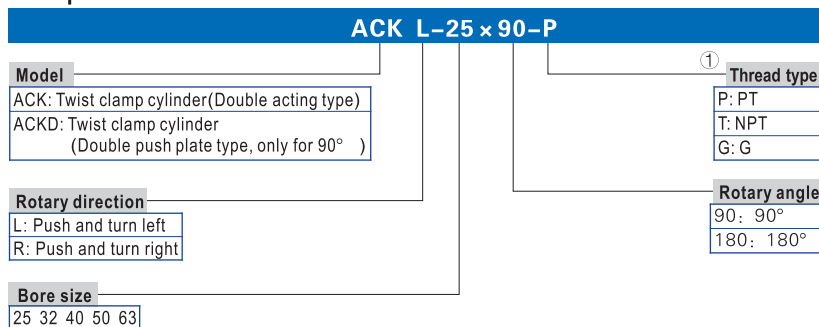 ACK L-25×90-P
Model
ACK: Twist clamp cylinder(Double acting type)
ACKD: Twist clamp cylinder
(Double push plate type, only for 90° )
Rotary direction
L: Push and turn left
R: Push and turn right
Bore size
25 32 40 50 63
① Thread type
P: PT
T: NPT
G: G
Rotary angle
90: 90°
180: 180°